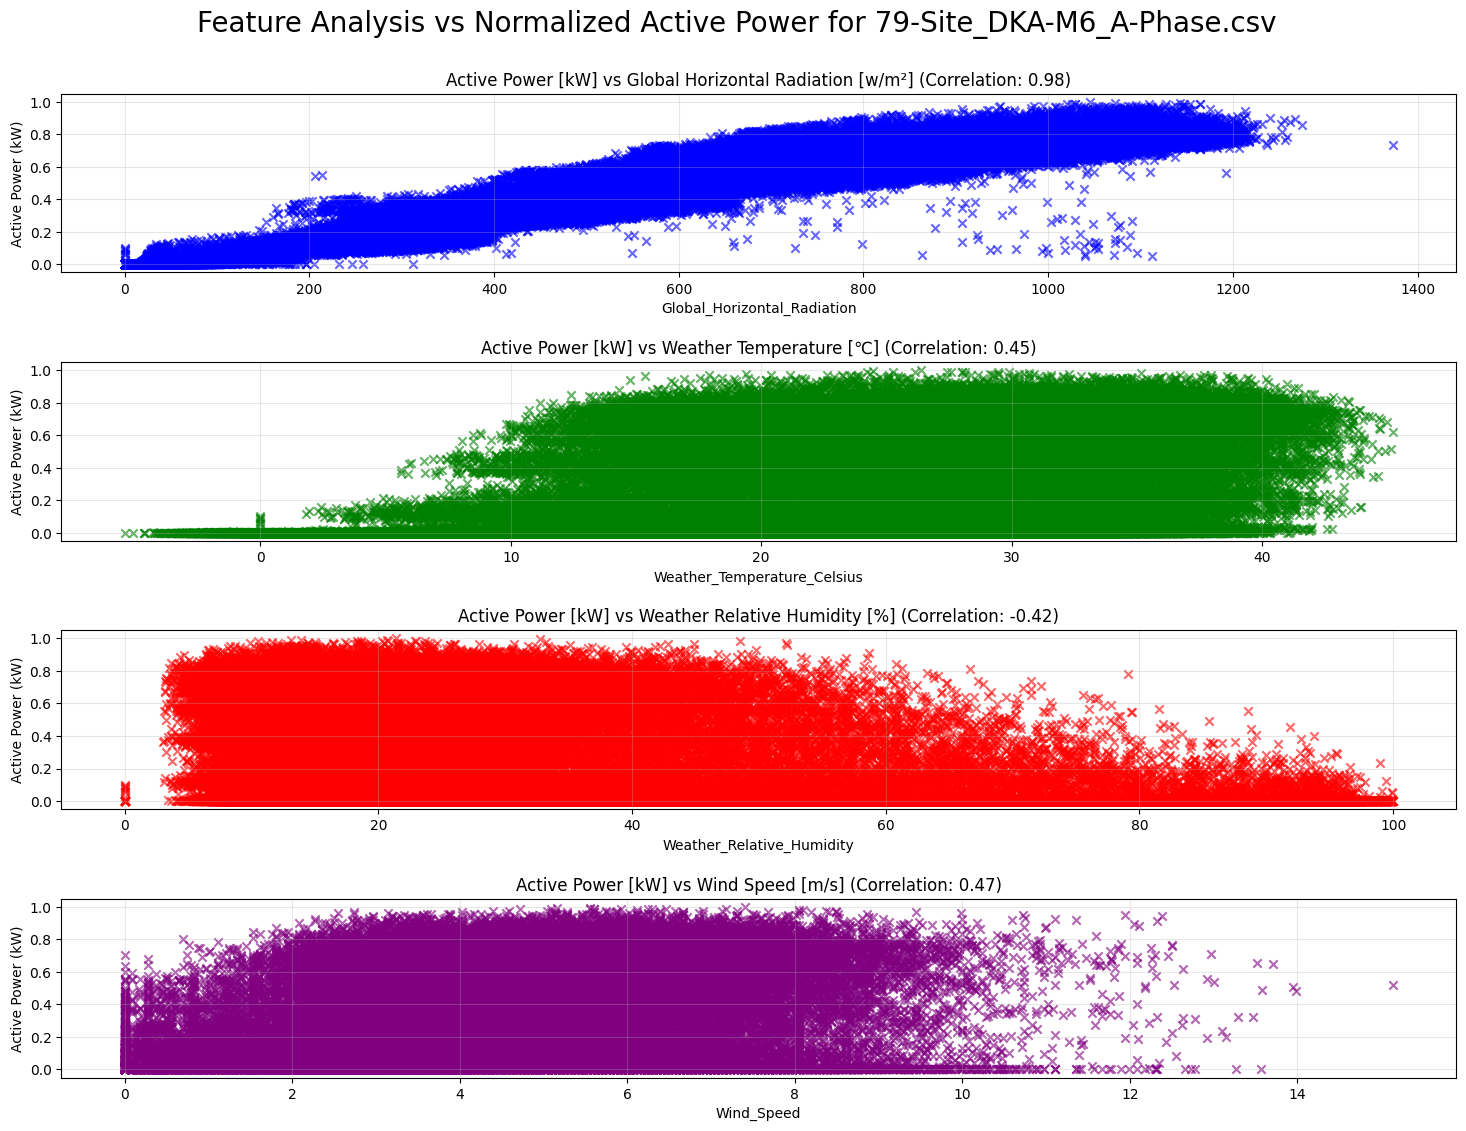 Feature Analysis vs Normalized Active Power for 79-Site_DKA-M6_A-Phase.csv
Active Power [kW] vs Global Horizontal Radiation [w/m²] (Correlation: 0.98)
Active Power (kW)
1.0
0.8
0.6
0.4
0.2
0.0
0 200 400 600 800 1000 1200 1400
Global_Horizontal_Radiation
Active Power [kW] vs Weather Temperature [℃] (Correlation: 0.45)
Active Power (kW)
1.0
0.8
0.6
0.4
0.2
0.0
0 10 20 30 40
Weather_Temperature_Celsius
Active Power [kW] vs Weather Relative Humidity [%] (Correlation: -0.42)
Active Power (kW)
1.0
0.8
0.6
0.4
0.2
0.0
0 20 40 60 80 100
Weather_Relative_Humidity
Active Power [kW] vs Wind Speed [m/s] (Correlation: 0.47)
Active Power (kW)
1.0
0.8
0.6
0.4
0.2
0.0
0 2 4 6 8 10 12 14
Wind_Speed